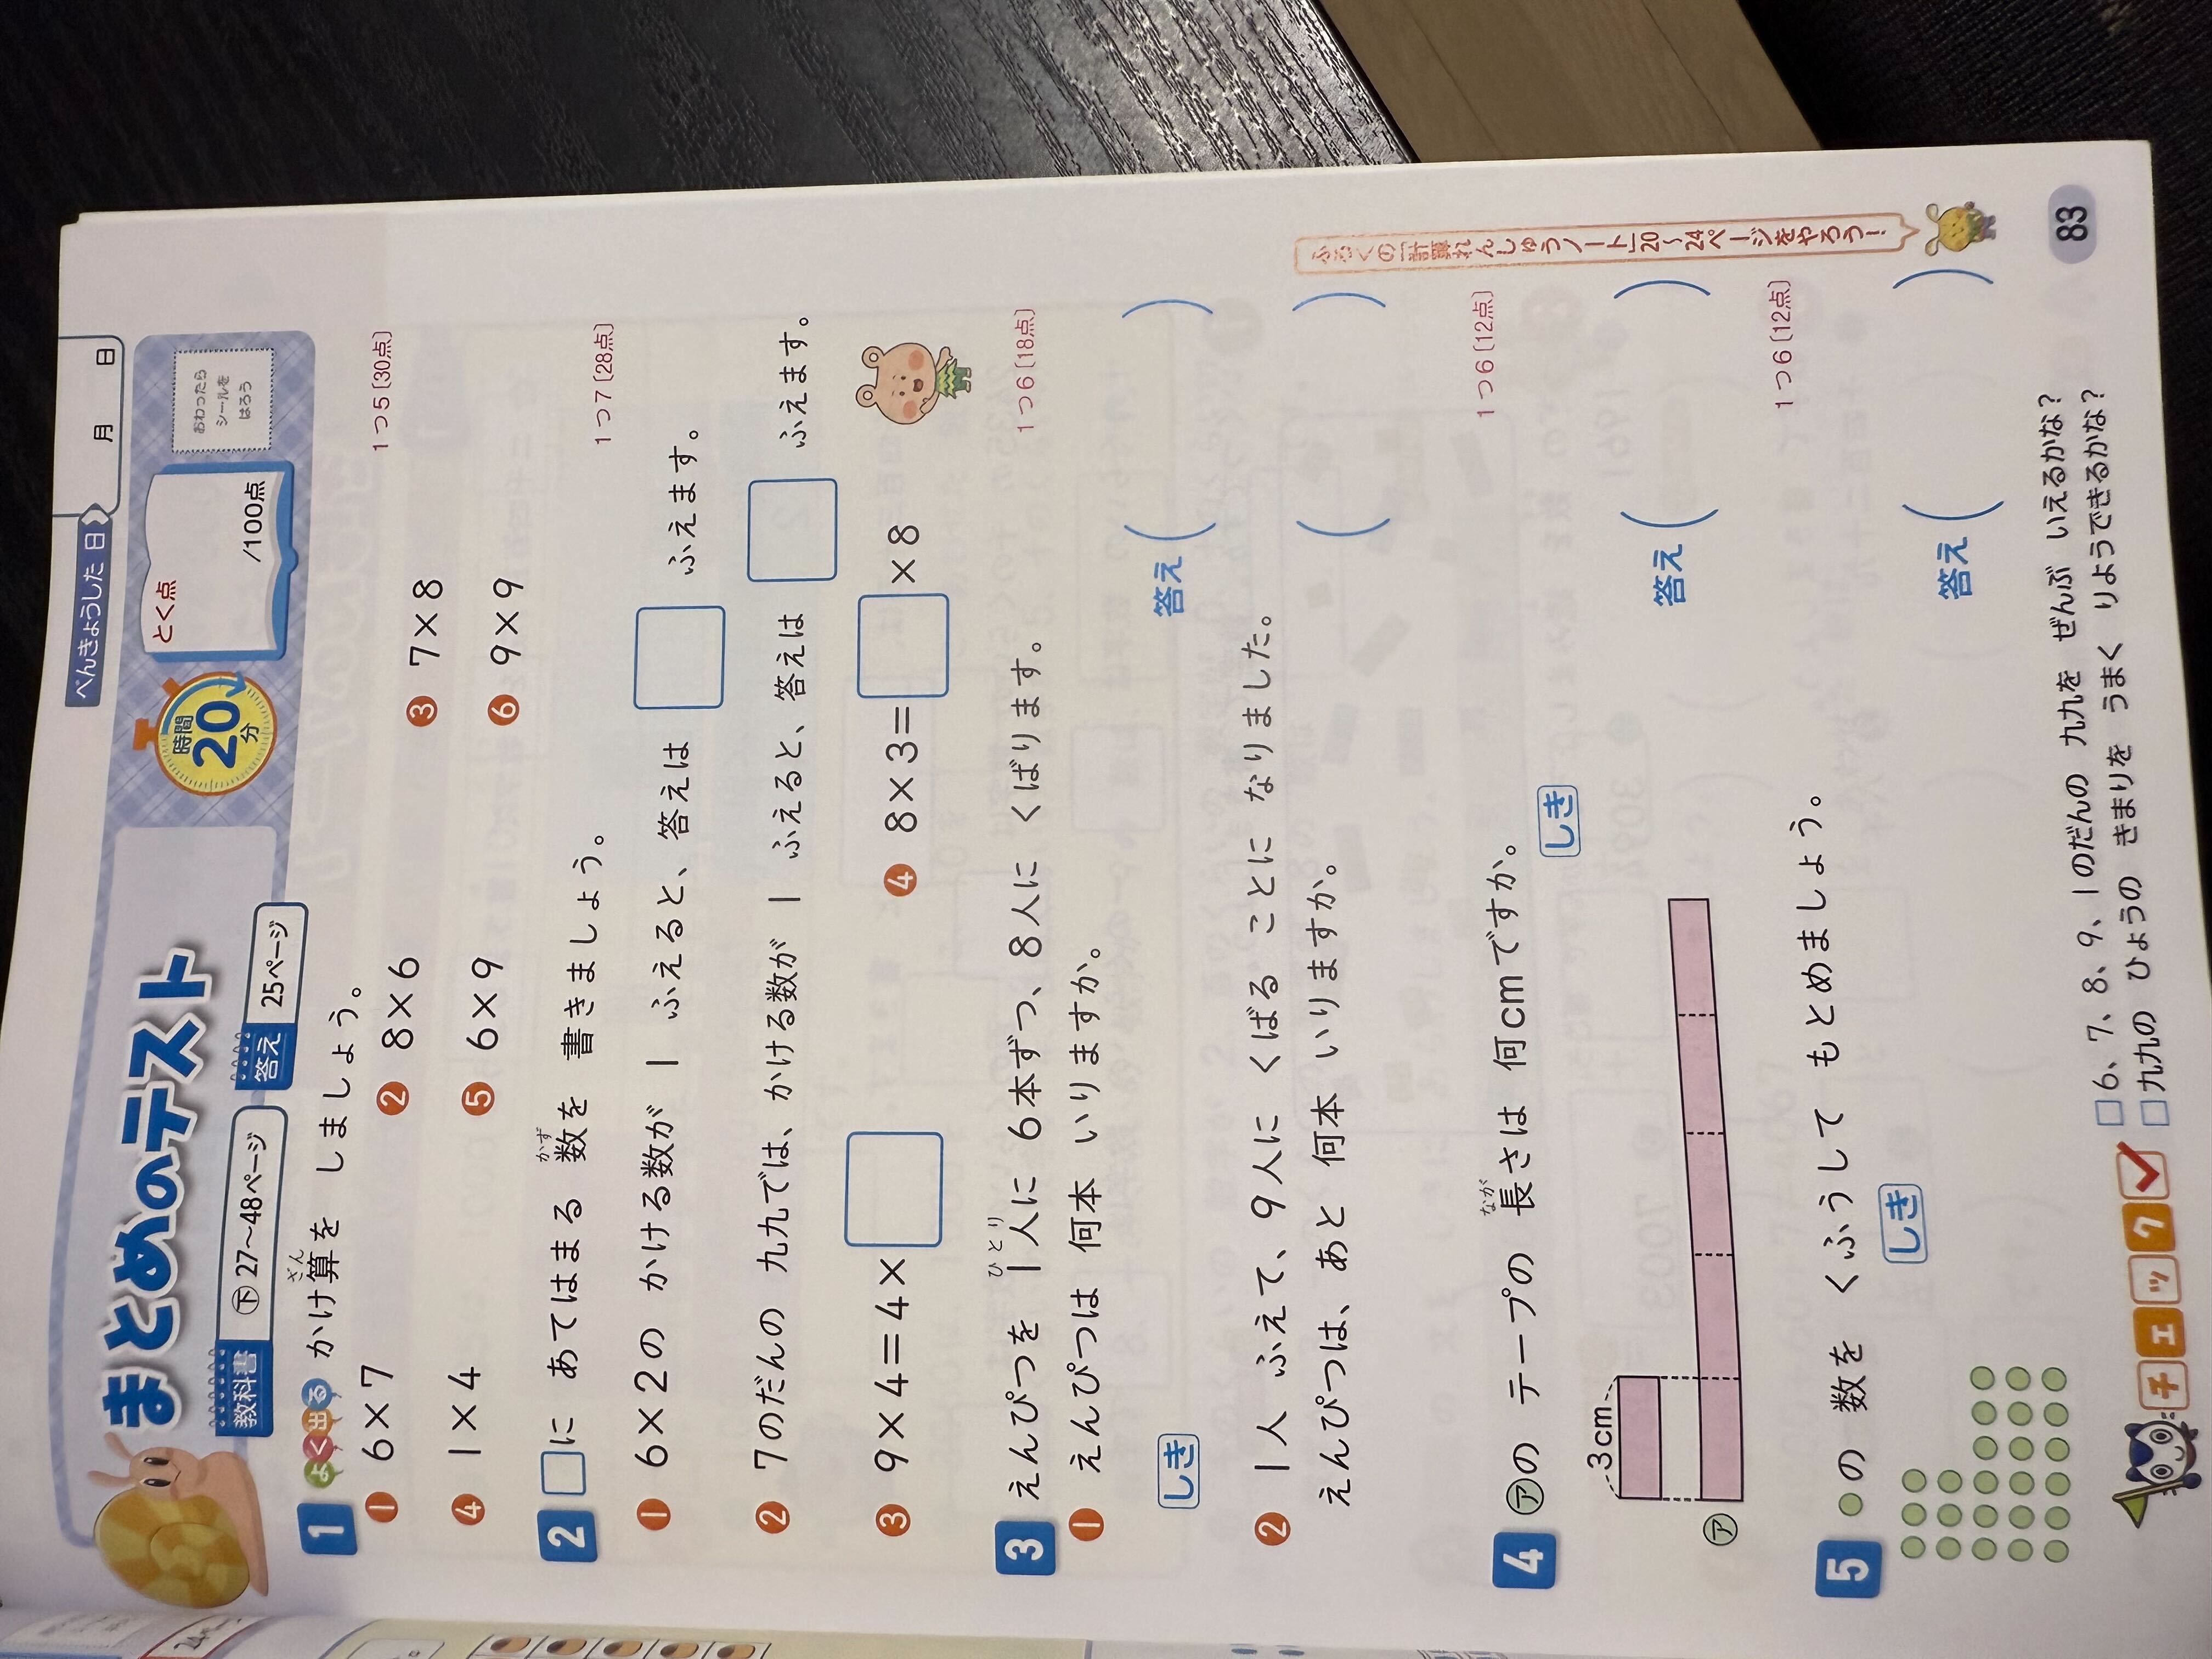 べんきょうした 日 月 日
まとめのテスト
教科書 ㊦27〜48ページ
答え 25ページ
時間 20分
とく点 /100点
おわったら
シールを
はろう
1 よく出る かけ算を しましょう。 1つ5〔30点〕
ざん
❶ 6×7 ❷ 8×6 ❸ 7×8
❹ 1×4 ❺ 6×9 ❻ 9×9
2 □に あてはまる 数を 書きましょう。 1つ7〔28点〕
かず
❶ 6×2の かける数が 1 ふえると、答えは □ ふえます。
❷ 7のだんの 九九では、かける数が 1 ふえると、答えは □ ふえます。
❸ 9×4=4×□ ❹ 8×3=□×8
3 えんぴつを 1人に 6本ずつ、8人に くばります。 1つ6〔18点〕
ひとり
❶ えんぴつは 何本 いりますか。
しき 答え( )
❷ 1人 ふえて、9人に くばる ことに なりました。
えんぴつは、あと 何本 いりますか。 ( )
4 ㋐の テープの 長さは 何cmですか。 1つ6〔12点〕
なが
しき
3cm
㋐
答え( )
5 ●の 数を くふうして もとめましょう。 1つ6〔12点〕
しき
答え( )
ふろくの「計算れんしゅうノート」20〜24ページをやろう!
チェック✓
□6、7、8、9、1のだんの 九九を ぜんぶ いえるかな?
□九九の ひょうの きまりを うまく りようできるかな?
83